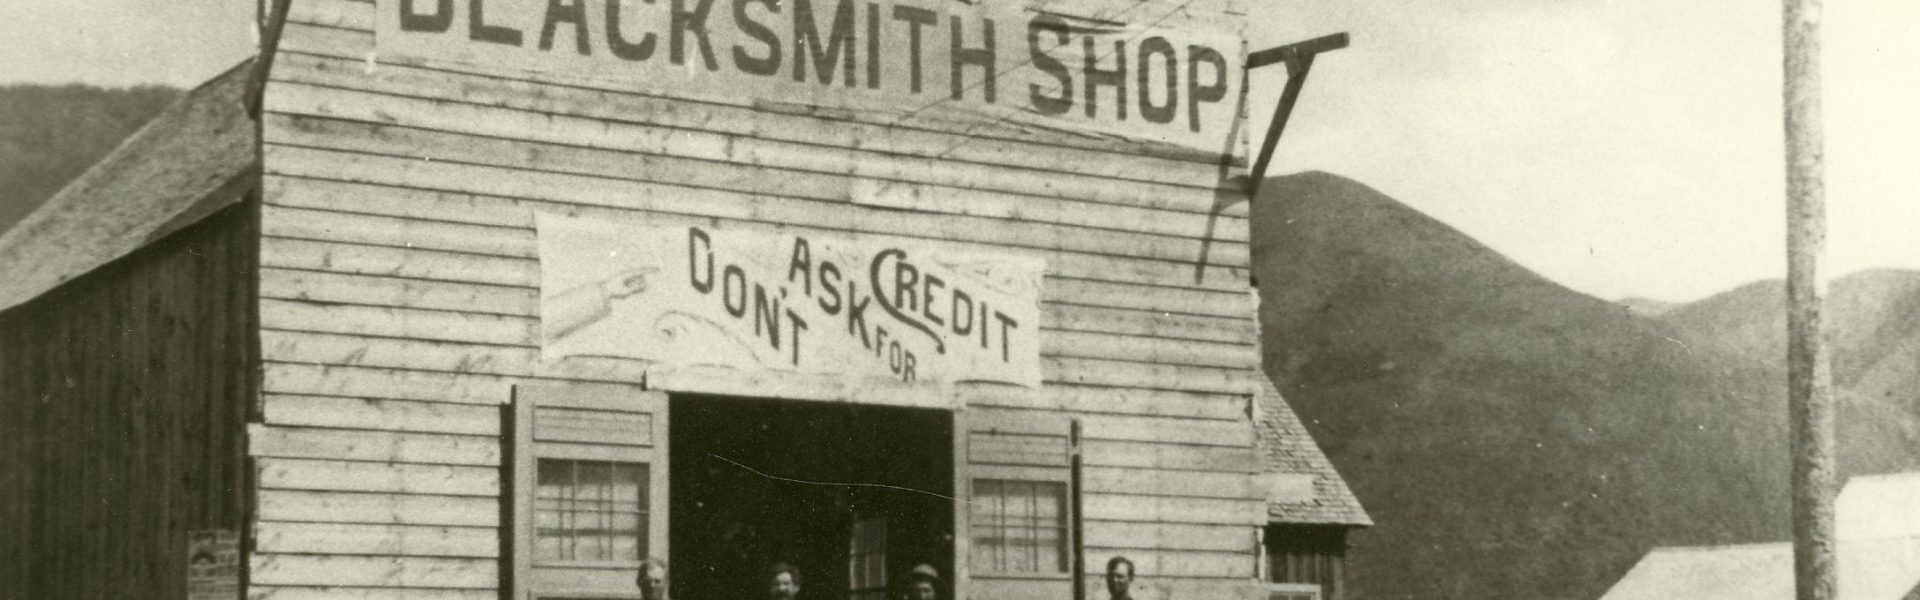 BLACKSMITH SHOP
DON'T ASK FOR CREDIT